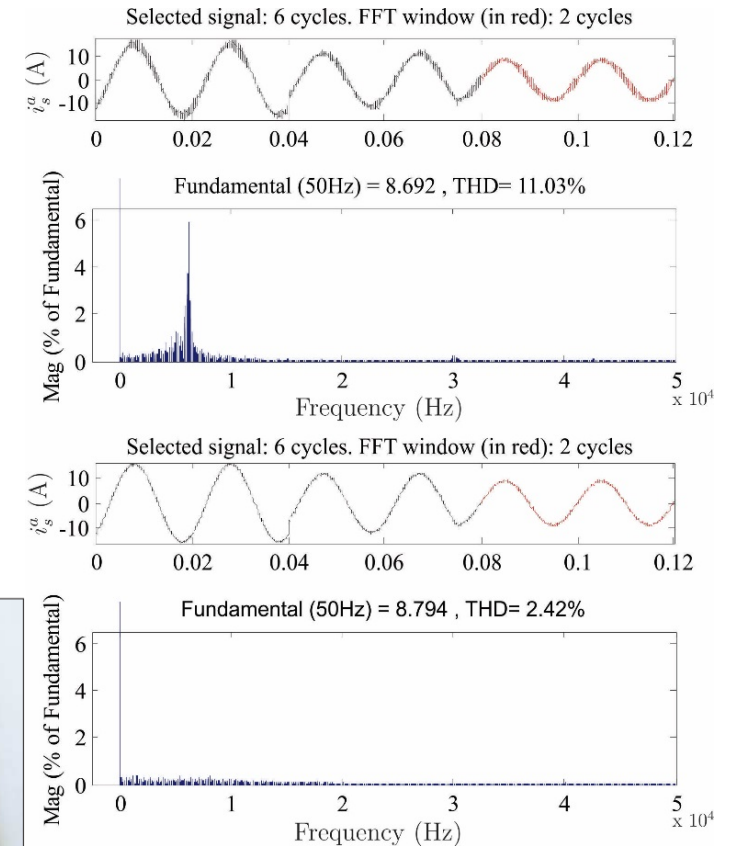 Selected signal: 6 cycles. FFT window (in red): 2 cycles
10
0
-10
i_s^a (A)
0 0.02 0.04 0.06 0.08 0.1 0.12
Fundamental (50Hz) = 8.692 , THD= 11.03%
6
4
2
0
Mag (% of Fundamental)
0 1 2 3 4 5
x 10⁴
Frequency (Hz)
Selected signal: 6 cycles. FFT window (in red): 2 cycles
10
0
-10
i_s^a (A)
0 0.02 0.04 0.06 0.08 0.1 0.12
Fundamental (50Hz) = 8.794 , THD= 2.42%
6
4
2
0
Mag (% of Fundamental)
0 1 2 3 4 5
x 10⁴
Frequency (Hz)